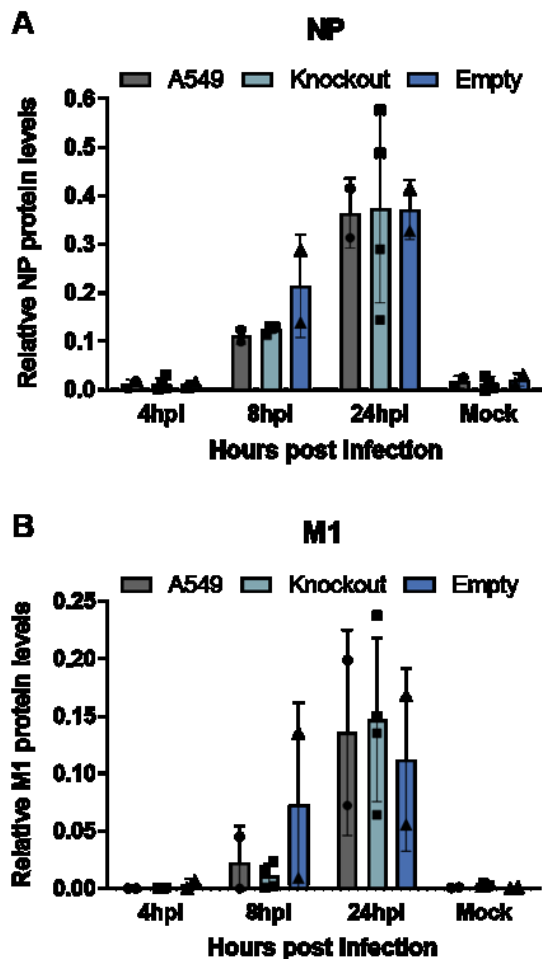 A
NP
A549 Knockout Empty
Relative NP protein levels
0.6
0.5
0.4
0.3
0.2
0.1
0.0
4hpI 8hpI 24hpI Mock
Hours post Infection
B
M1
A549 Knockout Empty
Relative M1 protein levels
0.25
0.20
0.15
0.10
0.05
0.00
4hpI 8hpI 24hpI Mock
Hours post Infection